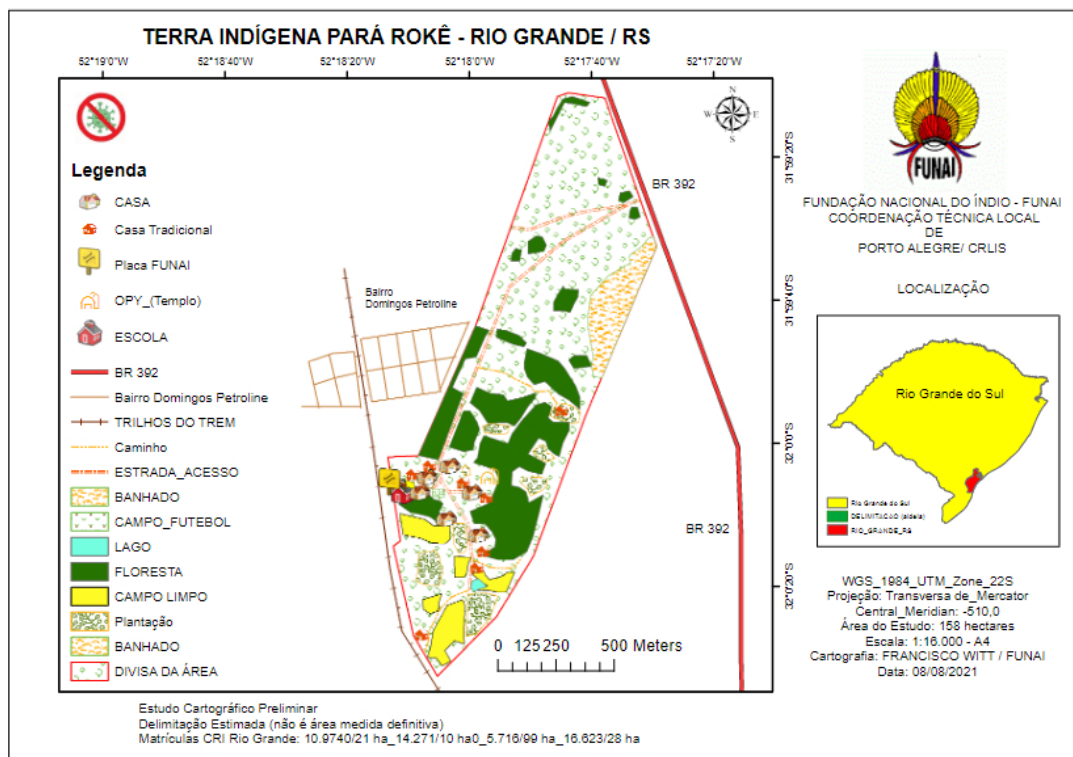 TERRA INDÍGENA PARÁ ROKÊ - RIO GRANDE / RS
52°19'0"W 52°18'40"W 52°18'20"W 52°18'0"W 52°17'40"W 52°17'20"W
N
W E
S
31°59'20"S
31°59'40"S
32°0'0"S
32°0'20"S
Legenda
CASA
Casa Tradicional
Placa FUNAI
OPY_(Templo)
ESCOLA
BR 392
Bairro Domingos Petroline
TRILHOS DO TREM
Caminho
ESTRADA_ACESSO
BANHADO
CAMPO_FUTEBOL
LAGO
FLORESTA
CAMPO LIMPO
Plantação
BANHADO
DIVISA DA ÁREA
BR 392
Bairro
Domingos Petroline
BR 392
0 125250 500 Meters
FUNAI
FUNDAÇÃO NACIONAL DO ÍNDIO - FUNAI
COORDENAÇÃO TÉCNICA LOCAL
DE
PORTO ALEGRE/ CRLIS
LOCALIZAÇÃO
Rio Grande do Sul
Rio Grande do Sul
DELIMITACAO (aldeia)
RIO_GRANDE_RS
WGS_1984_UTM_Zone_22S
Projeção: Transversa de_Mercator
Central_Meridian: -510,0
Área do Estudo: 158 hectares
Escala: 1:16.000 - A4
Cartografia: FRANCISCO WITT / FUNAI
Data: 08/08/2021
Estudo Cartográfico Preliminar
Delimitação Estimada (não é área medida definitiva)
Matrículas CRI Rio Grande: 10.9740/21 ha_14.271/10 ha0_5.716/99 ha_16.623/28 ha